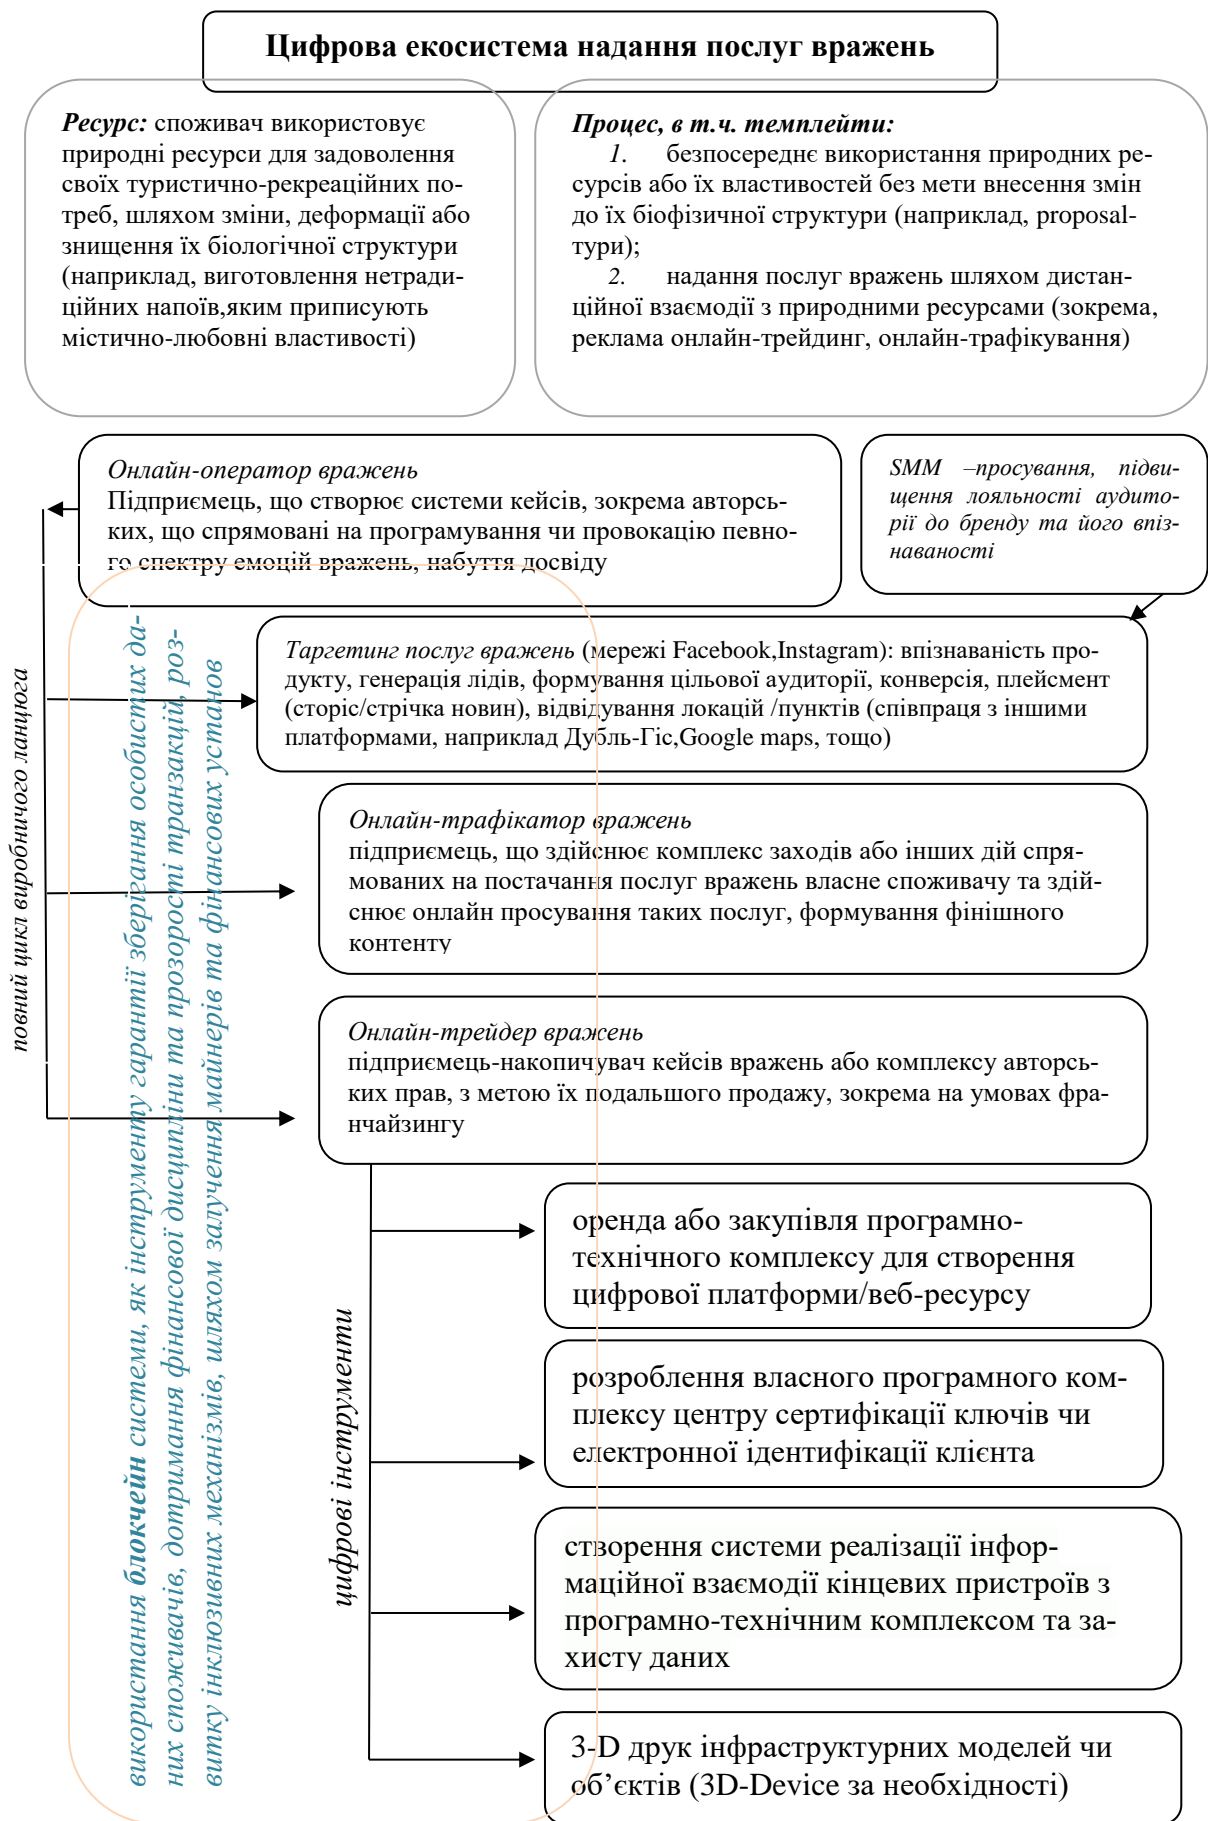 Цифрова екосистема надання послуг вражень
Ресурс: споживач використовує
природні ресурси для задоволення
своїх туристично-рекреаційних по-
треб, шляхом зміни, деформації або
знищення їх біологічної структури
(наприклад, виготовлення нетради-
ційних напоїв,яким приписують
містично-любовні властивості)
Процес, в т.ч. темплейти:
1. безпосереднє використання природних ре-
сурсів або їх властивостей без мети внесення змін
до їх біофізичної структури (наприклад, proposal-
тури);
2. надання послуг вражень шляхом дистан-
ційної взаємодії з природними ресурсами (зокрема,
реклама онлайн-трейдинг, онлайн-трафікування)
Онлайн-оператор вражень
Підприємець, що створює системи кейсів, зокрема авторсь-
ких, що спрямовані на програмування чи провокацію певно-
го спектру емоцій вражень, набуття досвіду
SMM –просування, підви-
щення лояльності аудито-
рії до бренду та його впіз-
наваності
Таргетинг послуг вражень (мережі Facebook,Instagram): впізнаваність про-
дукту, генерація лідів, формування цільової аудиторії, конверсія, плейсмент
(сторіс/стрічка новин), відвідування локацій /пунктів (співпраця з іншими
платформами, наприклад Дубль-Гіс,Google maps, тощо)
Онлайн-трафікатор вражень
підприємець, що здійснює комплекс заходів або інших дій спря-
мованих на постачання послуг вражень власне споживачу та здій-
снює онлайн просування таких послуг, формування фінішного
контенту
Онлайн-трейдер вражень
підприємець-накопичувач кейсів вражень або комплексу авторсь-
ких прав, з метою їх подальшого продажу, зокрема на умовах фра-
нчайзингу
повний цикл виробничого ланцюга
використання блокчейн системи, як інструменту гарантії зберігання особистих да-
них споживачів, дотримання фінансової дисципліни та прозорості транзакцій, роз-
витку інклюзивних механізмів, шляхом залучення майнерів та фінансових установ
цифрові інструменти
оренда або закупівля програмно-
технічного комплексу для створення
цифрової платформи/веб-ресурсу
розроблення власного програмного ком-
плексу центру сертифікації ключів чи
електронної ідентифікації клієнта
створення системи реалізації інфор-
маційної взаємодії кінцевих пристроїв з
програмно-технічним комплексом та за-
хисту даних
3-D друк інфраструктурних моделей чи
об’єктів (3D-Device за необхідності)